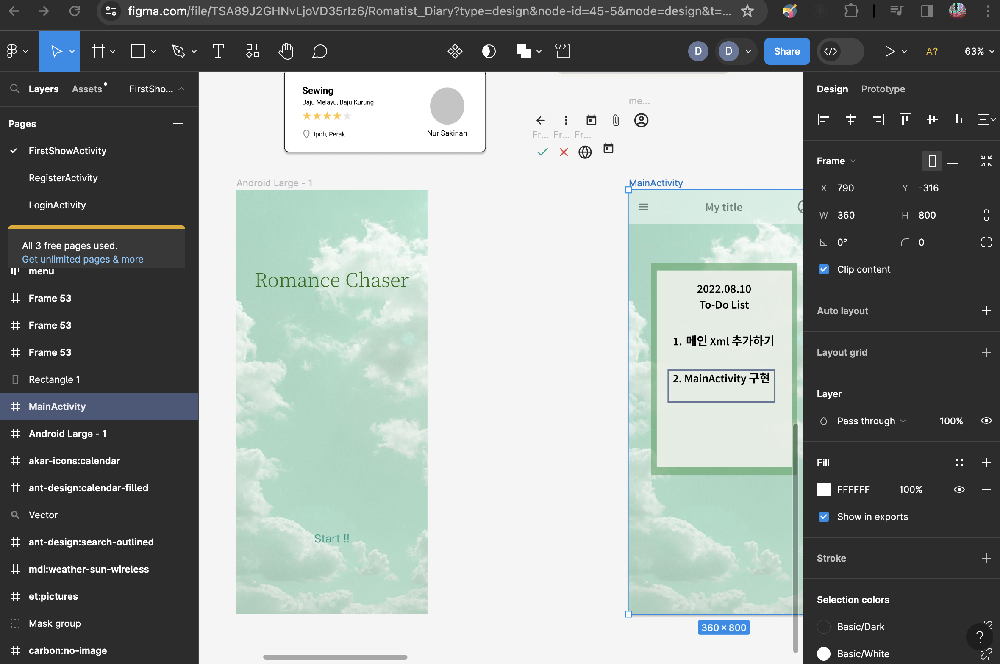 figma.com/file/TSA89J2GHNvLjoVD35rIz6/Romatist_Diary?type=design&node-id=45-5&mode=design&t=...
D
D
Share
A?
63%
Layers
Assets
FirstSho...
Pages
FirstShowActivity
RegisterActivity
LoginActivity
All 3 free pages used.
Get unlimited pages & more
menu
Frame 53
Frame 53
Frame 53
Rectangle 1
MainActivity
Android Large - 1
akar-icons:calendar
ant-design:calendar-filled
Vector
ant-design:search-outlined
mdi:weather-sun-wireless
et:pictures
Mask group
carbon:no-image
Sewing
Baju Melayu, Baju Kurung
Ipoh, Perak
Nur Sakinah
me...
Fr... Fr... Fr...
Android Large - 1
Romance Chaser
Start !!
MainActivity
My title
2022.08.10
To-Do List
1. 메인 Xml 추가하기
2. MainActivity 구현
360 × 800
Design
Prototype
Frame
X 790 Y -316
W 360 H 800
0° 0
Clip content
Auto layout
Layout grid
Layer
Pass through 100%
Fill
FFFFFF 100%
Show in exports
Stroke
Selection colors
Basic/Dark
?
Basic/White